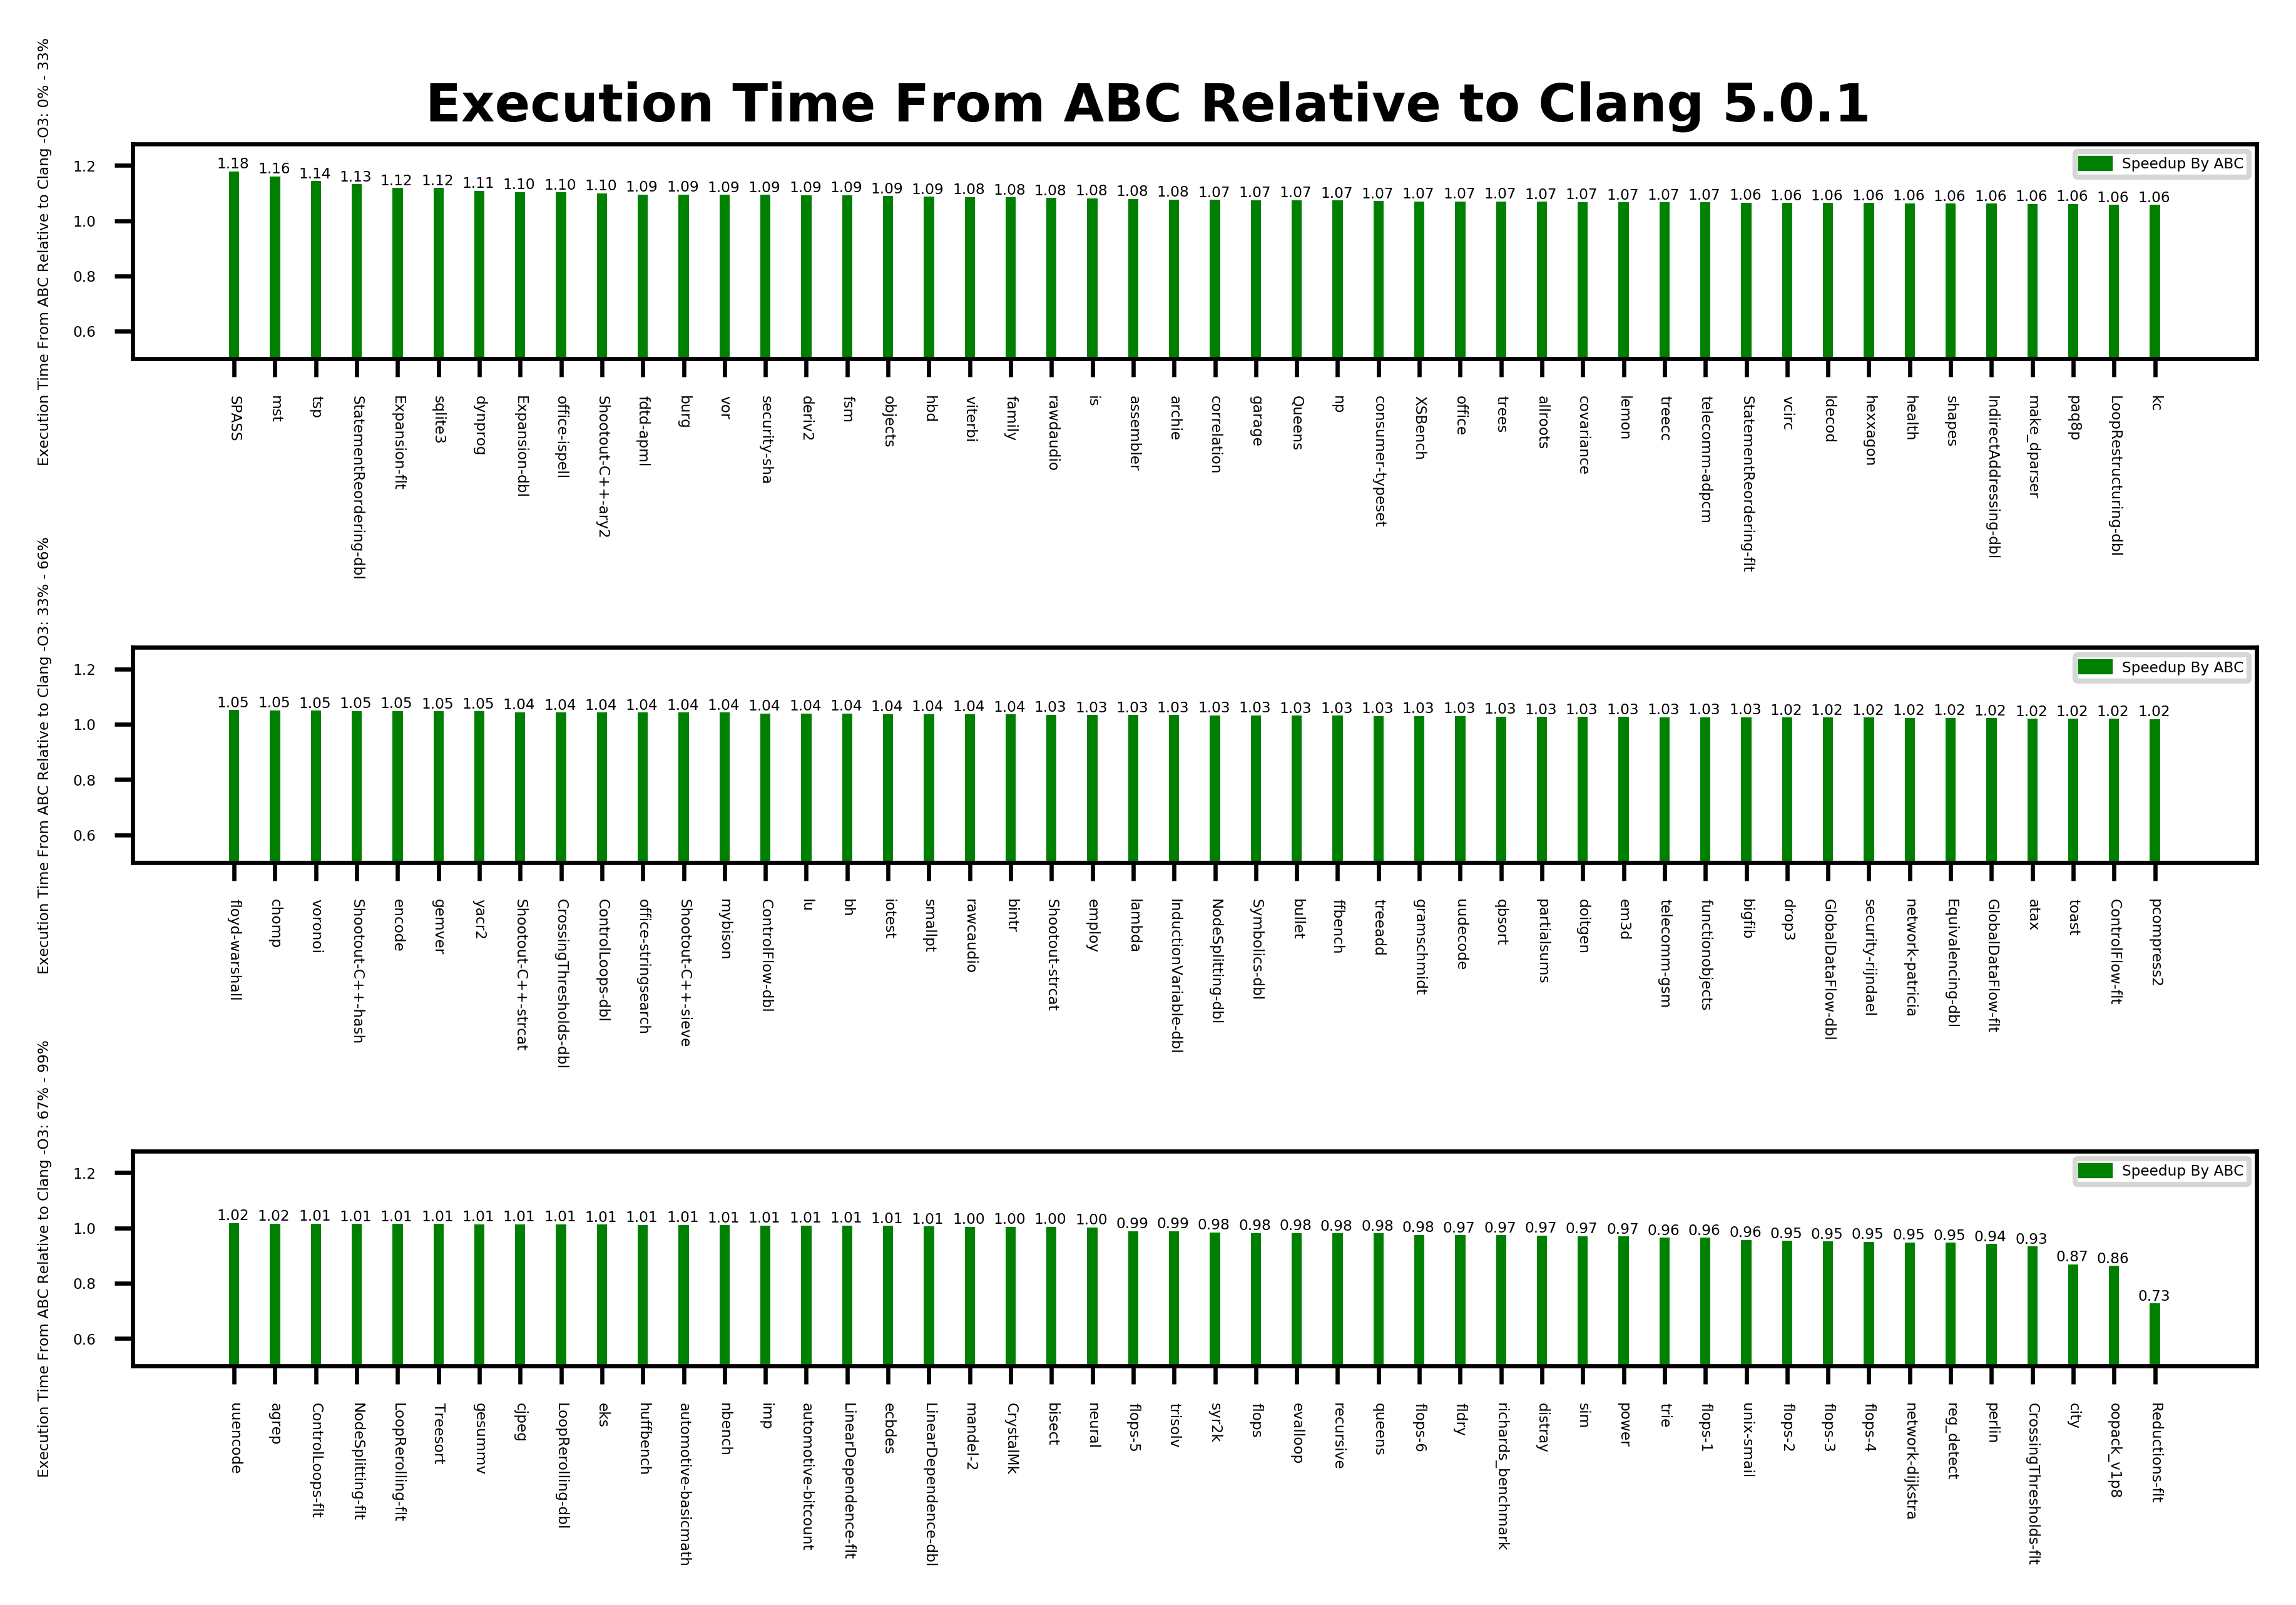 Execution Time From ABC Relative to Clang 5.0.1
Execution Time From ABC Relative to Clang -O3: 0% - 33%
1.2
1.0
0.8
0.6
Speedup By ABC
1.18 1.16 1.14 1.13 1.12 1.12 1.11 1.10 1.10 1.10 1.09 1.09 1.09 1.09 1.09 1.09 1.09 1.09 1.08 1.08 1.08 1.08 1.08 1.08 1.07 1.07 1.07 1.07 1.07 1.07 1.07 1.07 1.07 1.07 1.07 1.07 1.07 1.06 1.06 1.06 1.06 1.06 1.06 1.06 1.06 1.06 1.06 1.06
SPASS
mst
tsp
StatementReordering-dbl
Expansion-flt
sqlite3
dynprog
Expansion-dbl
office-ispell
Shootout-C++-ary2
fdtd-apml
burg
vor
security-sha
deriv2
fsm
objects
hbd
viterbi
family
rawdaudio
is
assembler
archie
correlation
garage
Queens
np
consumer-typeset
XSBench
office
trees
allroots
covariance
lemon
treecc
telecomm-adpcm
StatementReordering-flt
vcirc
ldecod
hexxagon
health
shapes
IndirectAddressing-dbl
make_dparser
paq8p
LoopRestructuring-dbl
kc
Execution Time From ABC Relative to Clang -O3: 33% - 66%
1.2
1.0
0.8
0.6
Speedup By ABC
1.05 1.05 1.05 1.05 1.05 1.05 1.05 1.04 1.04 1.04 1.04 1.04 1.04 1.04 1.04 1.04 1.04 1.04 1.04 1.04 1.03 1.03 1.03 1.03 1.03 1.03 1.03 1.03 1.03 1.03 1.03 1.03 1.03 1.03 1.03 1.03 1.03 1.03 1.02 1.02 1.02 1.02 1.02 1.02 1.02 1.02 1.02 1.02
floyd-warshall
chomp
voronoi
Shootout-C++-hash
encode
gemver
yacr2
Shootout-C++-strcat
CrossingThresholds-dbl
ControlLoops-dbl
office-stringsearch
Shootout-C++-sieve
mybison
ControlFlow-dbl
lu
bh
iotest
smallpt
rawcaudio
bintr
Shootout-strcat
employ
lambda
InductionVariable-dbl
NodeSplitting-dbl
Symbolics-dbl
bullet
ffbench
treeadd
gramschmidt
uudecode
qbsort
partialsums
doitgen
em3d
telecomm-gsm
functionobjects
bigfib
drop3
GlobalDataFlow-dbl
security-rijndael
network-patricia
Equivalencing-dbl
GlobalDataFlow-flt
atax
toast
ControlFlow-flt
pcompress2
Execution Time From ABC Relative to Clang -O3: 67% - 99%
1.2
1.0
0.8
0.6
Speedup By ABC
1.02 1.02 1.01 1.01 1.01 1.01 1.01 1.01 1.01 1.01 1.01 1.01 1.01 1.01 1.01 1.01 1.01 1.01 1.00 1.00 1.00 1.00 0.99 0.99 0.98 0.98 0.98 0.98 0.98 0.98 0.97 0.97 0.97 0.97 0.97 0.96 0.96 0.96 0.95 0.95 0.95 0.95 0.95 0.94 0.93 0.87 0.86 0.73
uuencode
agrep
ControlLoops-flt
NodeSplitting-flt
LoopRerolling-flt
Treesort
gesummv
cjpeg
LoopRerolling-dbl
eks
huffbench
automotive-basicmath
nbench
imp
automotive-bitcount
LinearDependence-flt
ecbdes
LinearDependence-dbl
mandel-2
CrystalMk
bisect
neural
flops-5
trisolv
syr2k
flops
evalloop
recursive
queens
flops-6
fldry
richards_benchmark
distray
sim
power
trie
flops-1
unix-smail
flops-2
flops-3
flops-4
network-dijkstra
reg_detect
perlin
CrossingThresholds-flt
city
oopack_v1p8
Reductions-flt